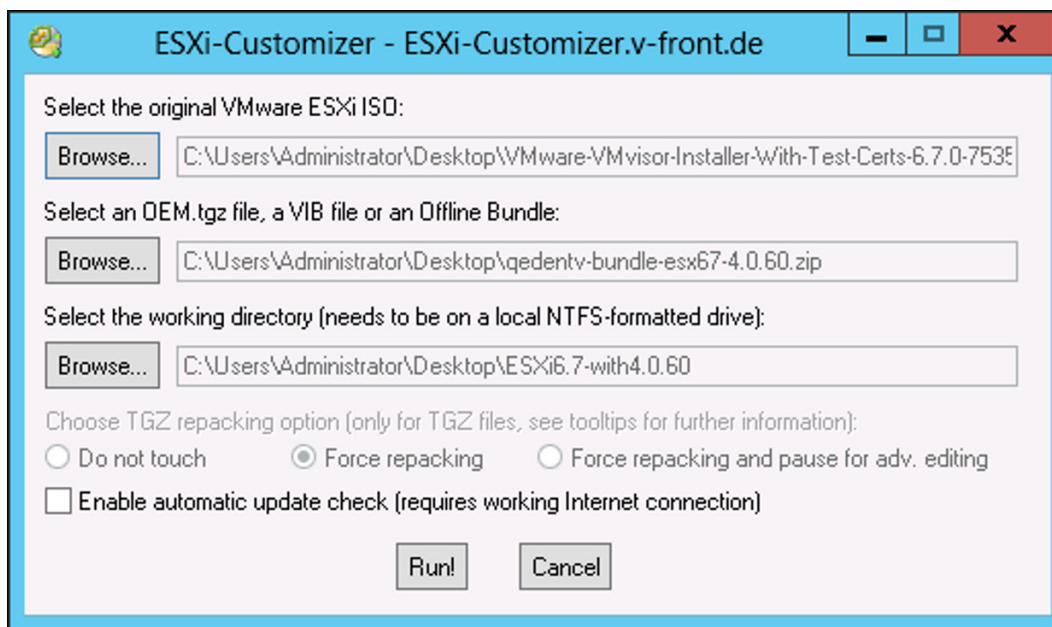 ESXi-Customizer - ESXi-Customizer.v-front.de
Select the original VMware ESXi ISO:
Browse... C:\Users\Administrator\Desktop\VMware-VMvisor-Installer-With-Test-Certs-6.7.0-7535
Select an OEM.tgz file, a VIB file or an Offline Bundle:
Browse... C:\Users\Administrator\Desktop\qedentv-bundle-esx67-4.0.60.zip
Select the working directory (needs to be on a local NTFS-formatted drive):
Browse... C:\Users\Administrator\Desktop\ESXi6.7-with4.0.60
Choose TGZ repacking option (only for TGZ files, see tooltips for further information):
Do not touch Force repacking Force repacking and pause for adv. editing
Enable automatic update check (requires working Internet connection)
Run! Cancel